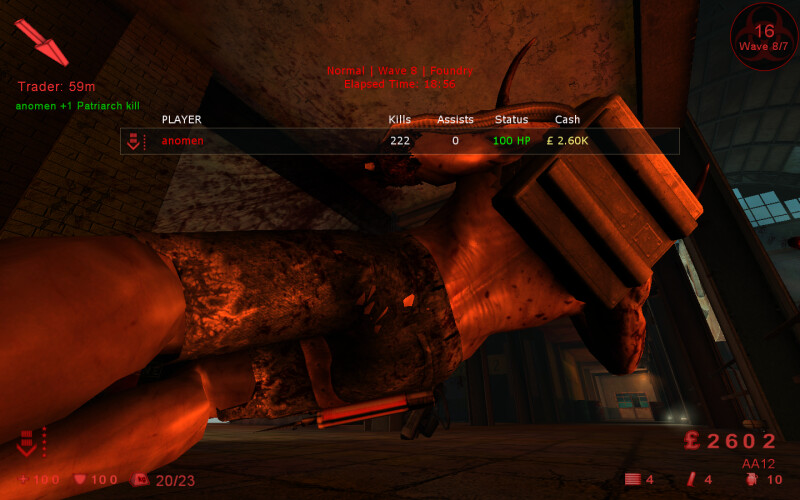 16
Wave 8/7
Trader: 59m
Normal | Wave 8 | Foundry
Elapsed Time: 18:56
anomen +1 Patriarch kill
PLAYER Kills Assists Status Cash
anomen 222 0 100 HP £ 2.60K
£ 2602
AA12
+ 100 100 20/23 4 4 10